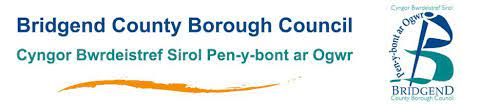 Bridgend County Borough Council
Cyngor Bwrdeistref Sirol Pen-y-bont ar Ogwr
Cyngor Bwrdeistref Sirol
Pen-y-bont ar Ogwr
BRIDGEND
County Borough Council